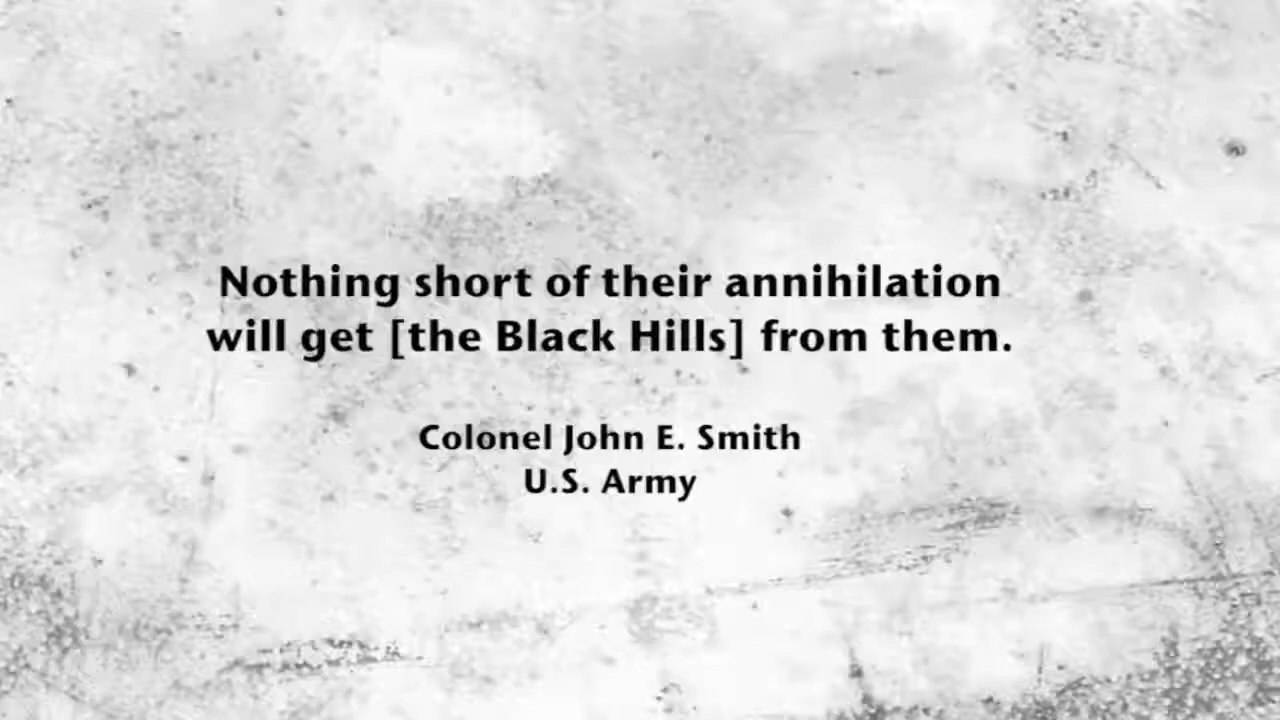 Nothing short of their annihilation
will get [the Black Hills] from them.
Colonel John E. Smith
U.S. Army